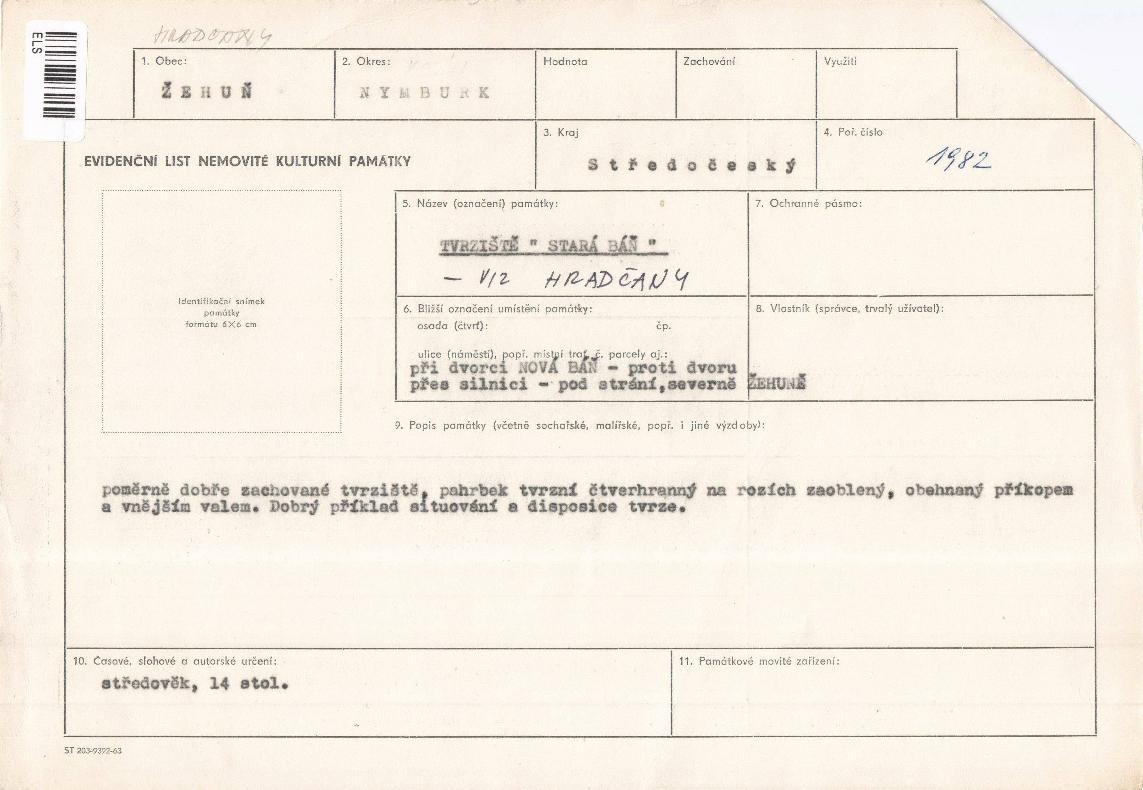 HRADČANY
ELS
1. Obec:
ŽEHUŇ
2. Okres:
NYMBURK
Hodnota
Zachování
Využití
3. Kraj
Středočeský
4. Poř. číslo
1982
EVIDENČNÍ LIST NEMOVITÉ KULTURNÍ PAMÁTKY
Identifikační snímek
památky
formátu 6×6 cm
5. Název (označení) památky:
TVRZIŠTĚ " STARÁ BÁŇ "
– VIZ HRADČANY
7. Ochranné pásmo:
6. Bližší označení umístění památky:
osada (čtvrť): čp.
ulice (náměstí), popř. místní trať, č. parcely aj.:
při dvorci NOVÁ BÁŇ - proti dvoru
přes silnici - pod strání,severně ŽEHUNĚ
8. Vlastník (správce, trvalý uživatel):
9. Popis památky (včetně sochařské, malířské, popř. i jiné výzdoby):
poměrně dobře zachované tvrziště, pahrbek tvrzní čtverhranný na rozích zaoblený, obehnaný příkopem
a vnějším valem. Dobrý příklad situování a disposice tvrze.
10. Časové, slohové a autorské určení:
středověk, 14 stol.
11. Památkové movité zařízení:
ST 203-9392-63